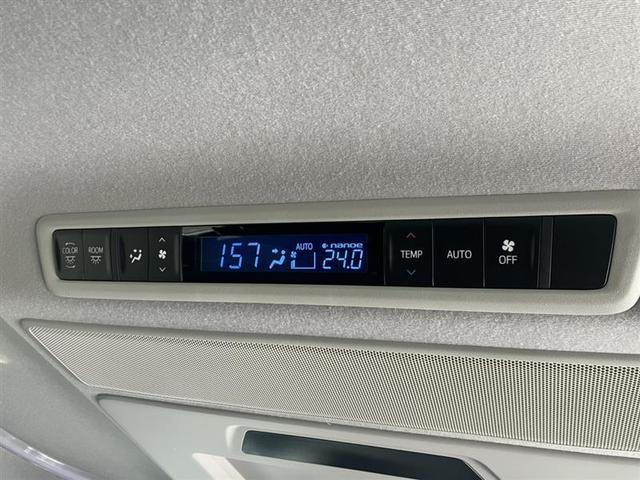 COLOR
ROOM
157
AUTO
nanoe
24.0
TEMP
AUTO
OFF